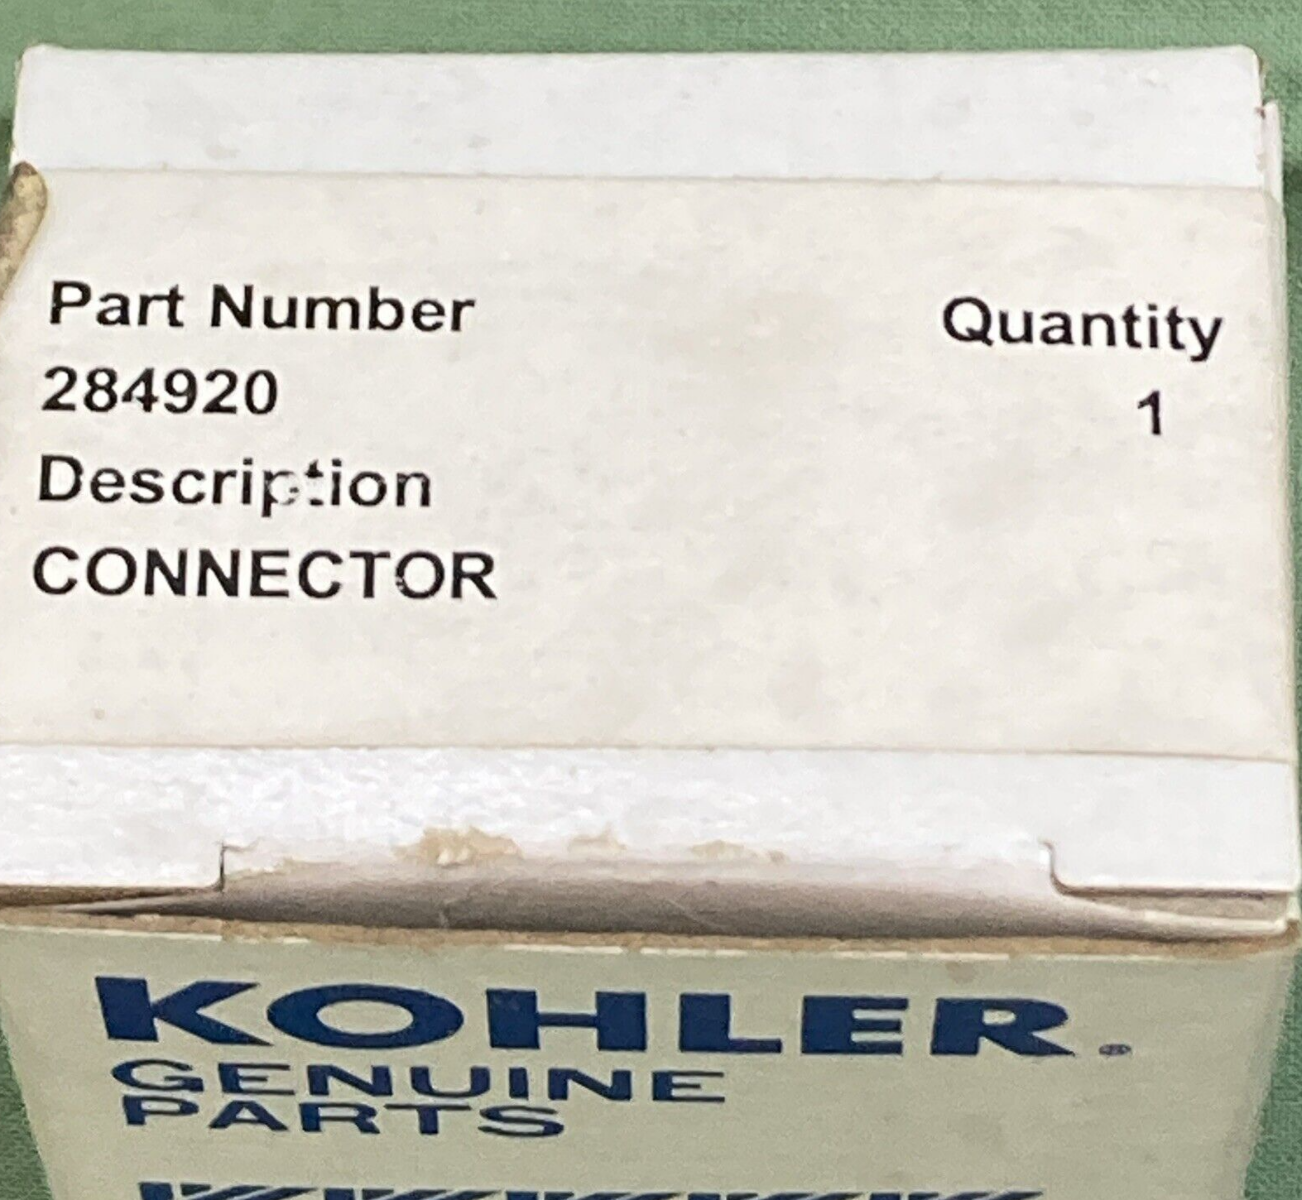 Part Number
284920
Description
CONNECTOR
Quantity
1
KOHLER®
GENUINE
PARTS